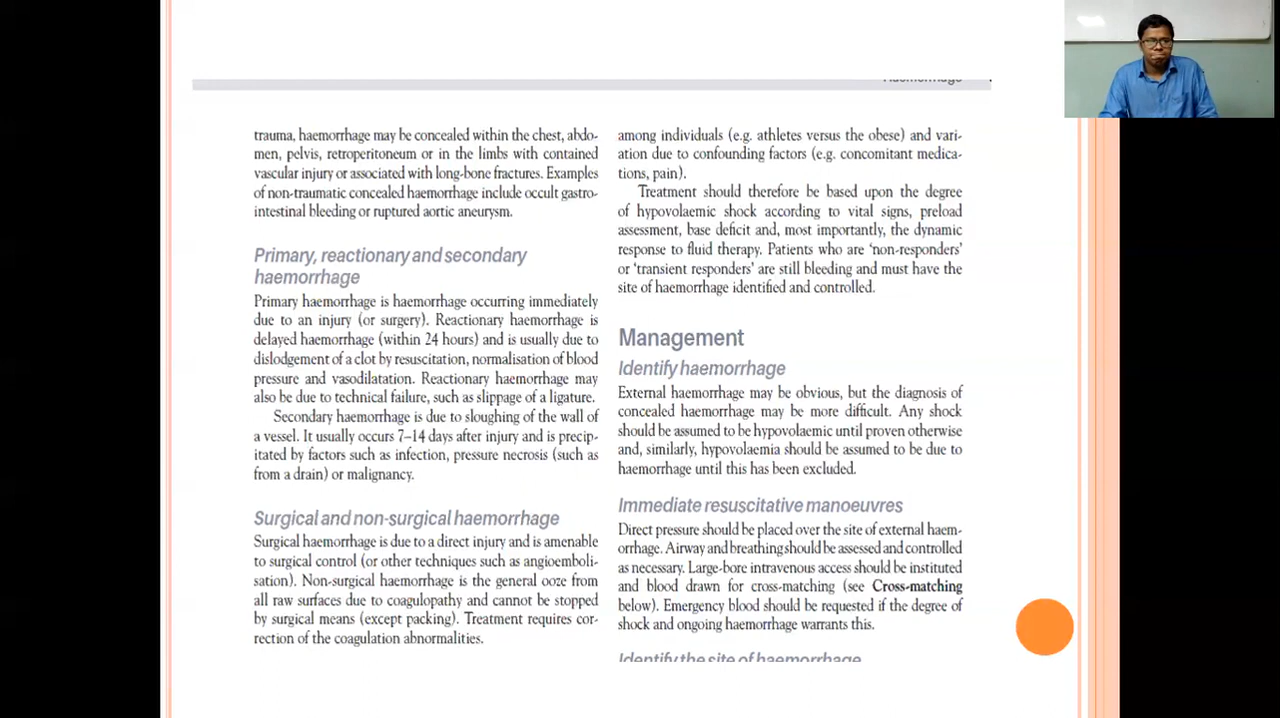 Haemorrhage
trauma, haemorrhage may be concealed within the chest, abdo-
men, pelvis, retroperitoneum or in the limbs with contained
vascular injury or associated with long-bone fractures. Examples
of non-traumatic concealed haemorrhage include occult gastro-
intestinal bleeding or ruptured aortic aneurysm.
Primary, reactionary and secondary
haemorrhage
Primary haemorrhage is haemorrhage occurring immediately
due to an injury (or surgery). Reactionary haemorrhage is
delayed haemorrhage (within 24 hours) and is usually due to
dislodgement of a clot by resuscitation, normalisation of blood
pressure and vasodilatation. Reactionary haemorrhage may
also be due to technical failure, such as slippage of a ligature.
Secondary haemorrhage is due to sloughing of the wall of
a vessel. It usually occurs 7–14 days after injury and is precip-
itated by factors such as infection, pressure necrosis (such as
from a drain) or malignancy.
Surgical and non-surgical haemorrhage
Surgical haemorrhage is due to a direct injury and is amenable
to surgical control (or other techniques such as angioemboli-
sation). Non-surgical haemorrhage is the general ooze from
all raw surfaces due to coagulopathy and cannot be stopped
by surgical means (except packing). Treatment requires cor-
rection of the coagulation abnormalities.
among individuals (e.g. athletes versus the obese) and vari-
ation due to confounding factors (e.g. concomitant medica-
tions, pain).
Treatment should therefore be based upon the degree
of hypovolaemic shock according to vital signs, preload
assessment, base deficit and, most importantly, the dynamic
response to fluid therapy. Patients who are ‘non-responders’
or ‘transient responders’ are still bleeding and must have the
site of haemorrhage identified and controlled.
Management
Identify haemorrhage
External haemorrhage may be obvious, but the diagnosis of
concealed haemorrhage may be more difficult. Any shock
should be assumed to be hypovolaemic until proven otherwise
and, similarly, hypovolaemia should be assumed to be due to
haemorrhage until this has been excluded.
Immediate resuscitative manoeuvres
Direct pressure should be placed over the site of external haem-
orrhage. Airway and breathing should be assessed and controlled
as necessary. Large-bore intravenous access should be instituted
and blood drawn for cross-matching (see Cross-matching
below). Emergency blood should be requested if the degree of
shock and ongoing haemorrhage warrants this.
Identify the site of haemorrhage